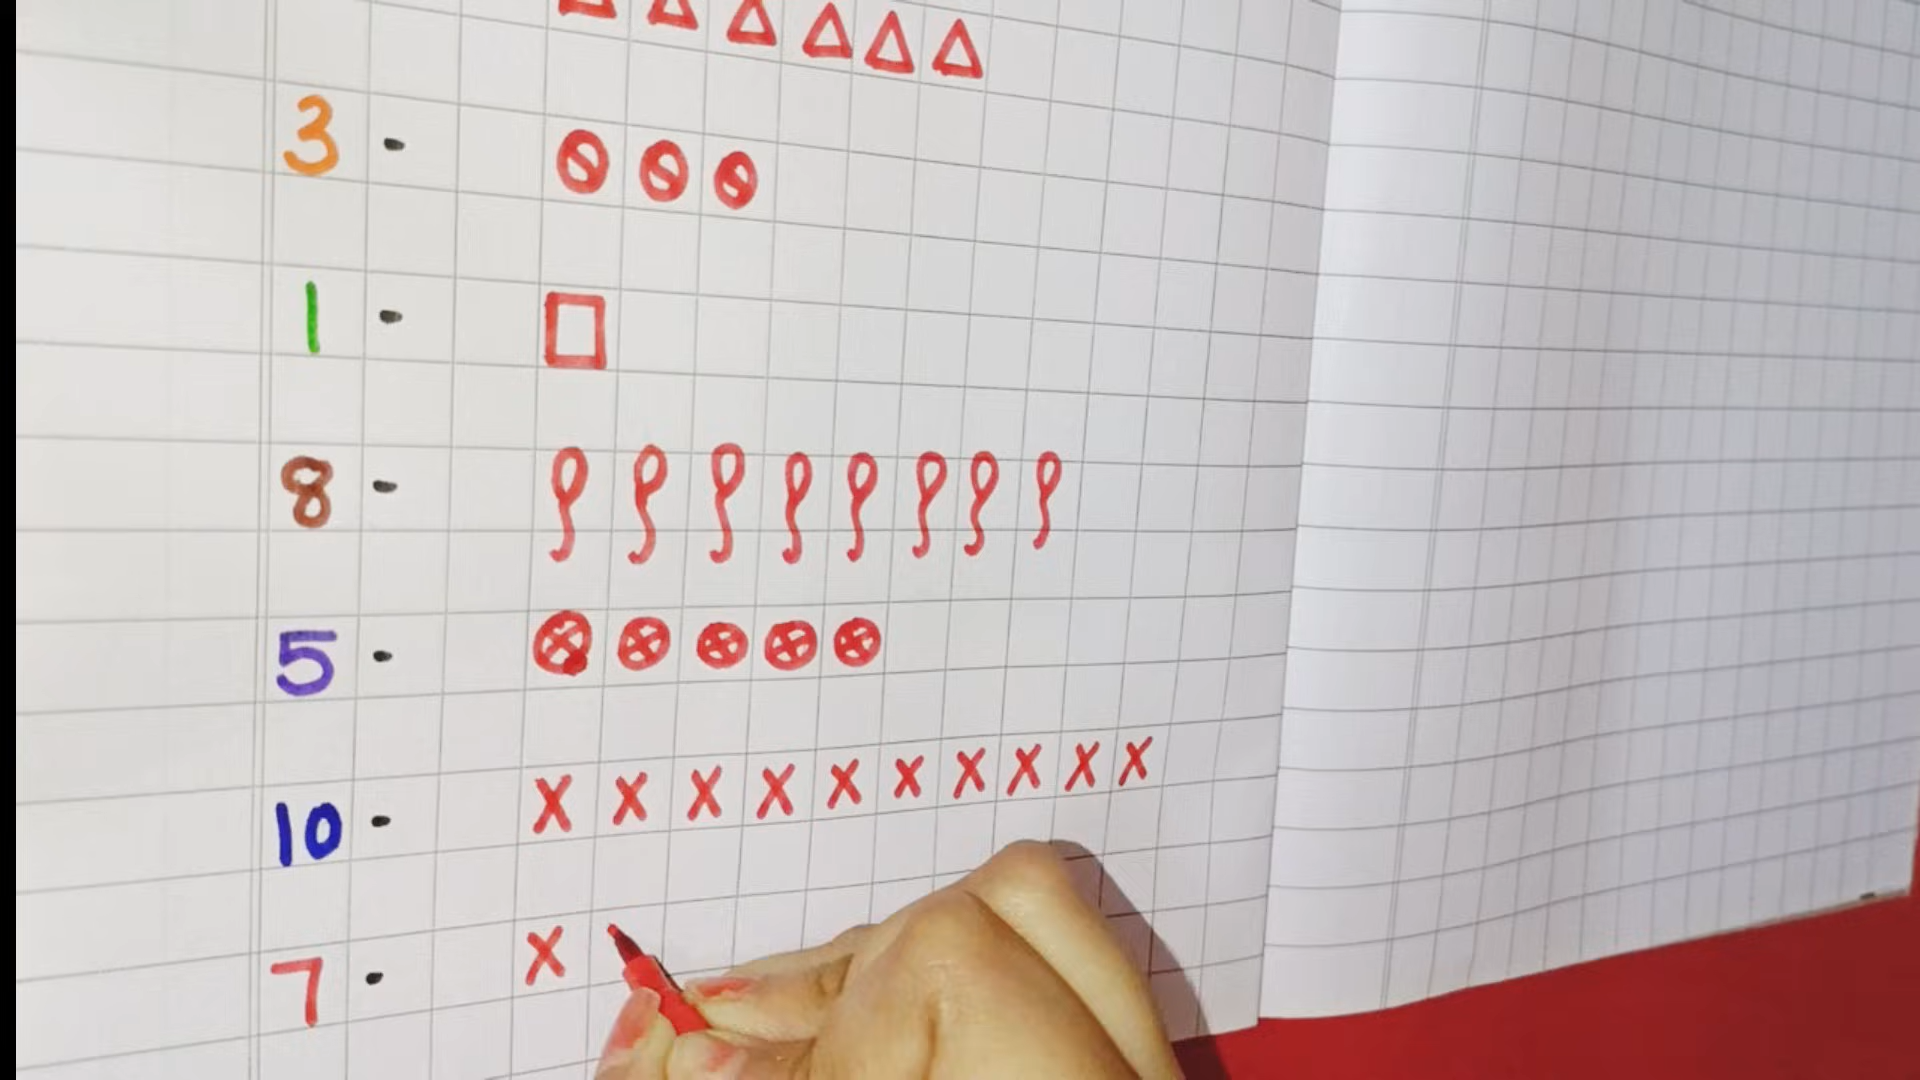 3 -
1 -
8 -
5 -
10 - X X X X X X X X X X
7 - X